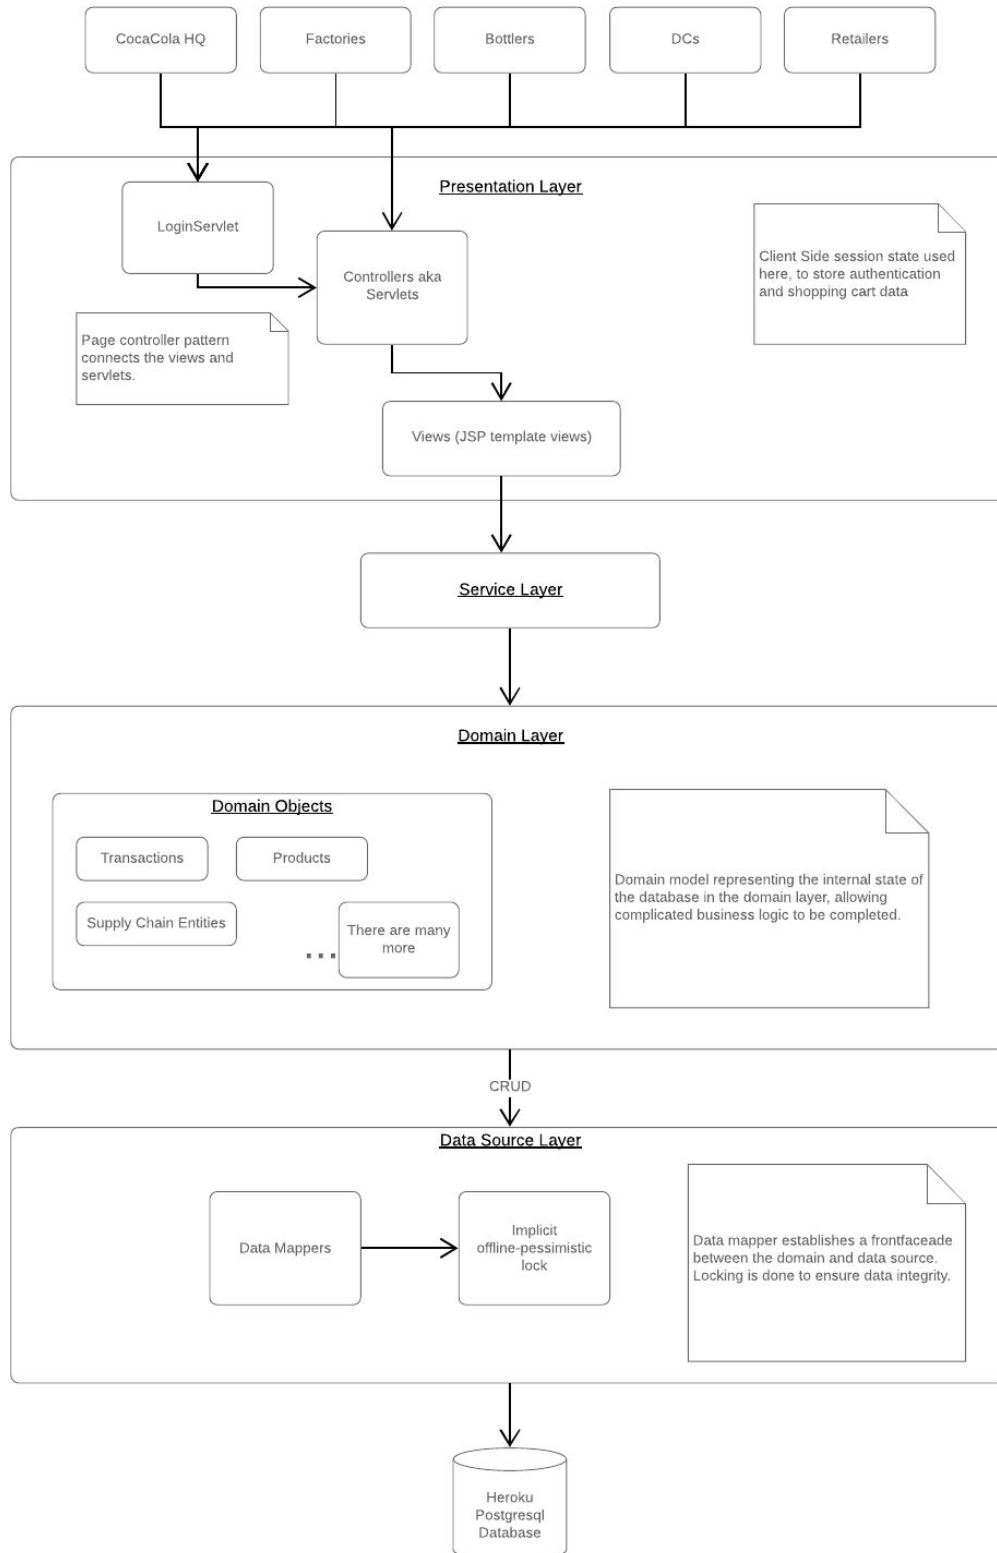 CocaCola HQ
Factories
Bottlers
DCs
Retailers
Presentation Layer
LoginServlet
Controllers aka
Servlets
Client Side session state used
here, to store authentication
and shopping cart data
Page controller pattern
connects the views and
servlets.
Views (JSP template views)
Service Layer
Domain Layer
Domain Objects
Transactions
Products
Supply Chain Entities
...
There are many
more
Domain model representing the internal state of
the database in the domain layer, allowing
complicated business logic to be completed.
CRUD
Data Source Layer
Data Mappers
Implicit
offline-pessimistic
lock
Data mapper establishes a frontfaceade
between the domain and data source.
Locking is done to ensure data integrity.
Heroku
Postgresql
Database